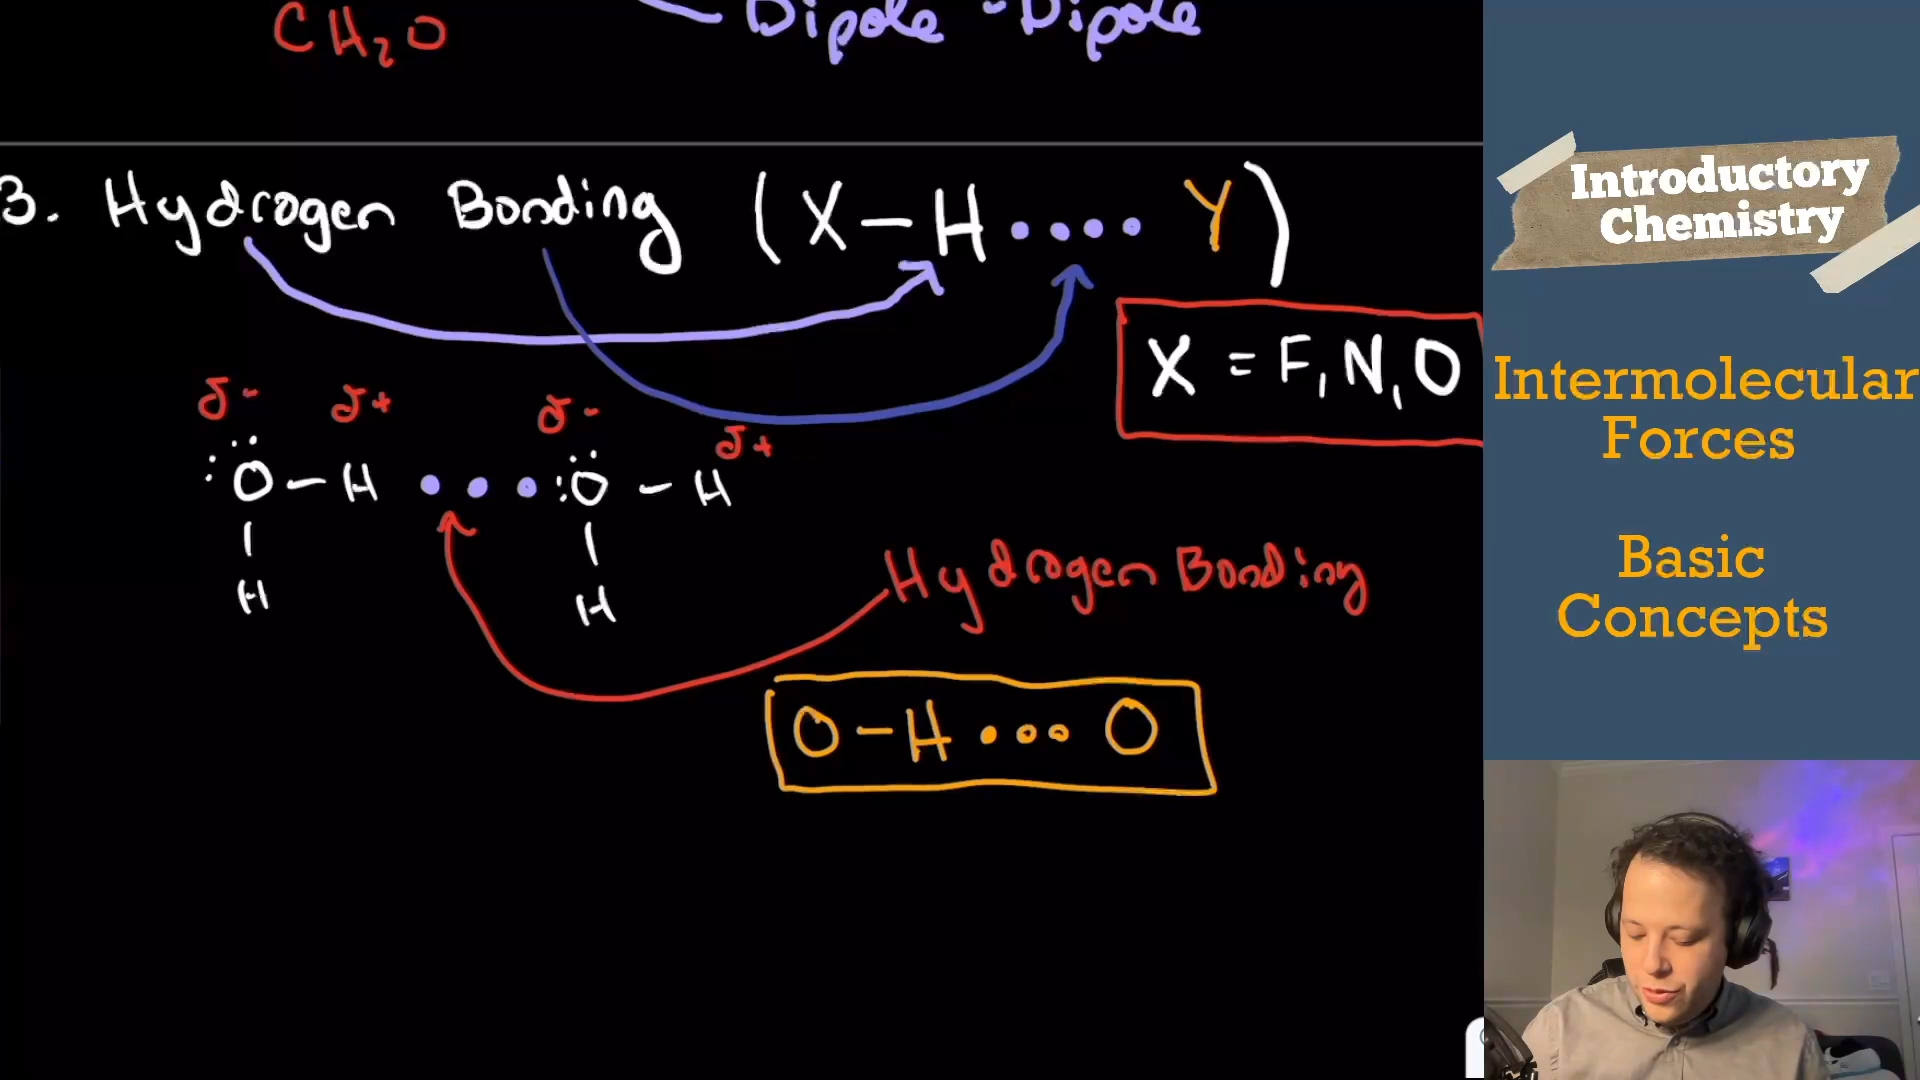 CH₂O
Dipole-Dipole
3. Hydrogen Bonding (X-H•••• Y)
X = F, N, O
δ- δ+ δ- δ+
:Ö-H •••:Ö-H
H H
Hydrogen Bonding
O-H•••O
Introductory
Chemistry
Intermolecular
Forces
Basic
Concepts